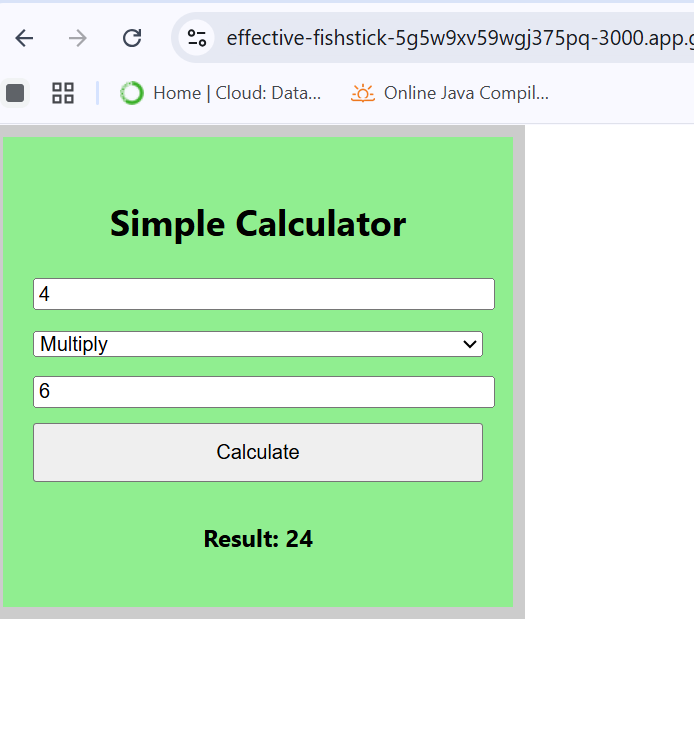 effective-fishstick-5g5w9xv59wgj375pq-3000.app.g
Home | Cloud: Data...
Online Java Compil...
Simple Calculator
4
Multiply
6
Calculate
Result: 24